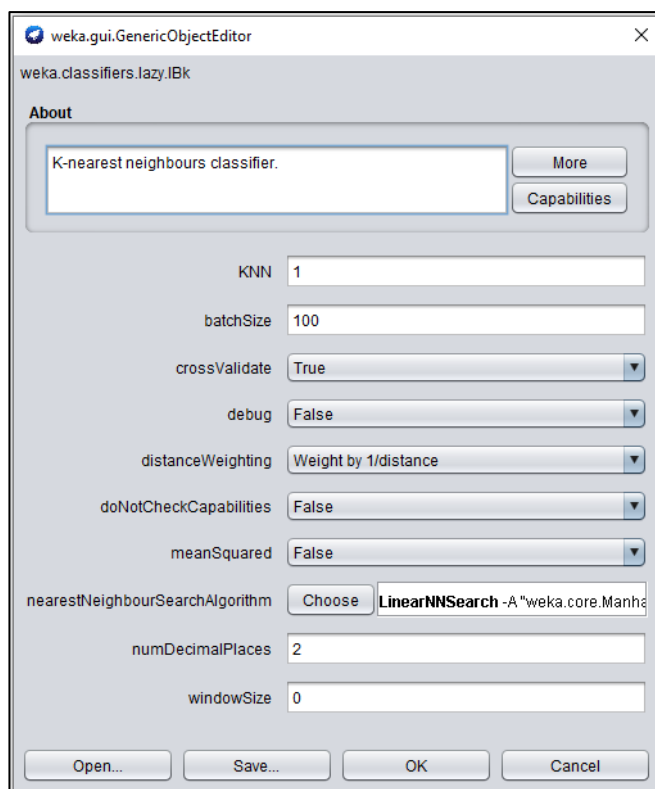 weka.gui.GenericObjectEditor
weka.classifiers.lazy.IBk
About
K-nearest neighbours classifier.
More
Capabilities
KNN 1
batchSize 100
crossValidate True
debug False
distanceWeighting Weight by 1/distance
doNotCheckCapabilities False
meanSquared False
nearestNeighbourSearchAlgorithm Choose LinearNNSearch -A "weka.core.Manha
numDecimalPlaces 2
windowSize 0
Open... Save... OK Cancel